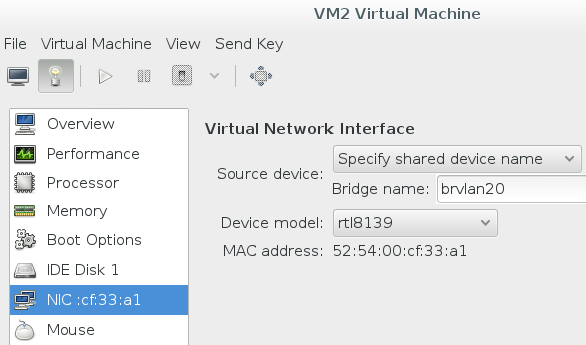 VM2 Virtual Machine
File Virtual Machine View Send Key
Overview
Performance
Processor
Memory
Boot Options
IDE Disk 1
NIC :cf:33:a1
Mouse
Virtual Network Interface
Source device: Specify shared device name
Bridge name: brvlan20
Device model: rtl8139
MAC address: 52:54:00:cf:33:a1